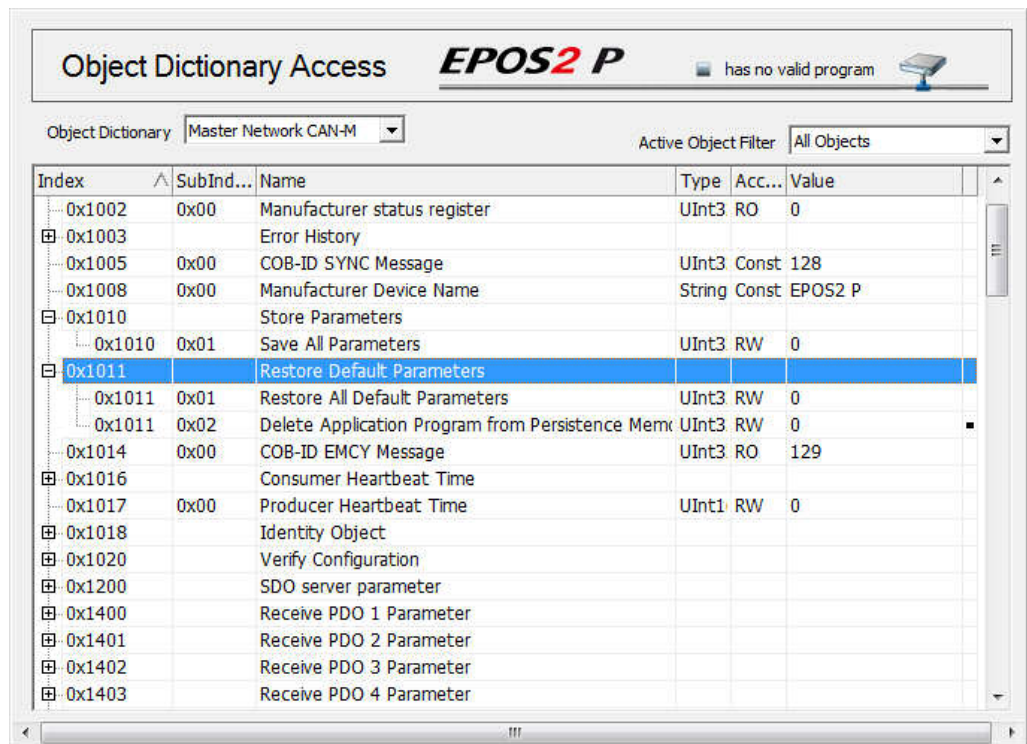 Object Dictionary Access EPOS2 P has no valid program
Object Dictionary Master Network CAN-M Active Object Filter All Objects
Index SubInd... Name Type Acc... Value
0x1002 0x00 Manufacturer status register UInt3 RO 0
0x1003 Error History
0x1005 0x00 COB-ID SYNC Message UInt3 Const 128
0x1008 0x00 Manufacturer Device Name String Const EPOS2 P
0x1010 Store Parameters
0x1010 0x01 Save All Parameters UInt3 RW 0
0x1011 Restore Default Parameters
0x1011 0x01 Restore All Default Parameters UInt3 RW 0
0x1011 0x02 Delete Application Program from Persistence Mem UInt3 RW 0
0x1014 0x00 COB-ID EMCY Message UInt3 RO 129
0x1016 Consumer Heartbeat Time
0x1017 0x00 Producer Heartbeat Time UInt1 RW 0
0x1018 Identity Object
0x1020 Verify Configuration
0x1200 SDO server parameter
0x1400 Receive PDO 1 Parameter
0x1401 Receive PDO 2 Parameter
0x1402 Receive PDO 3 Parameter
0x1403 Receive PDO 4 Parameter